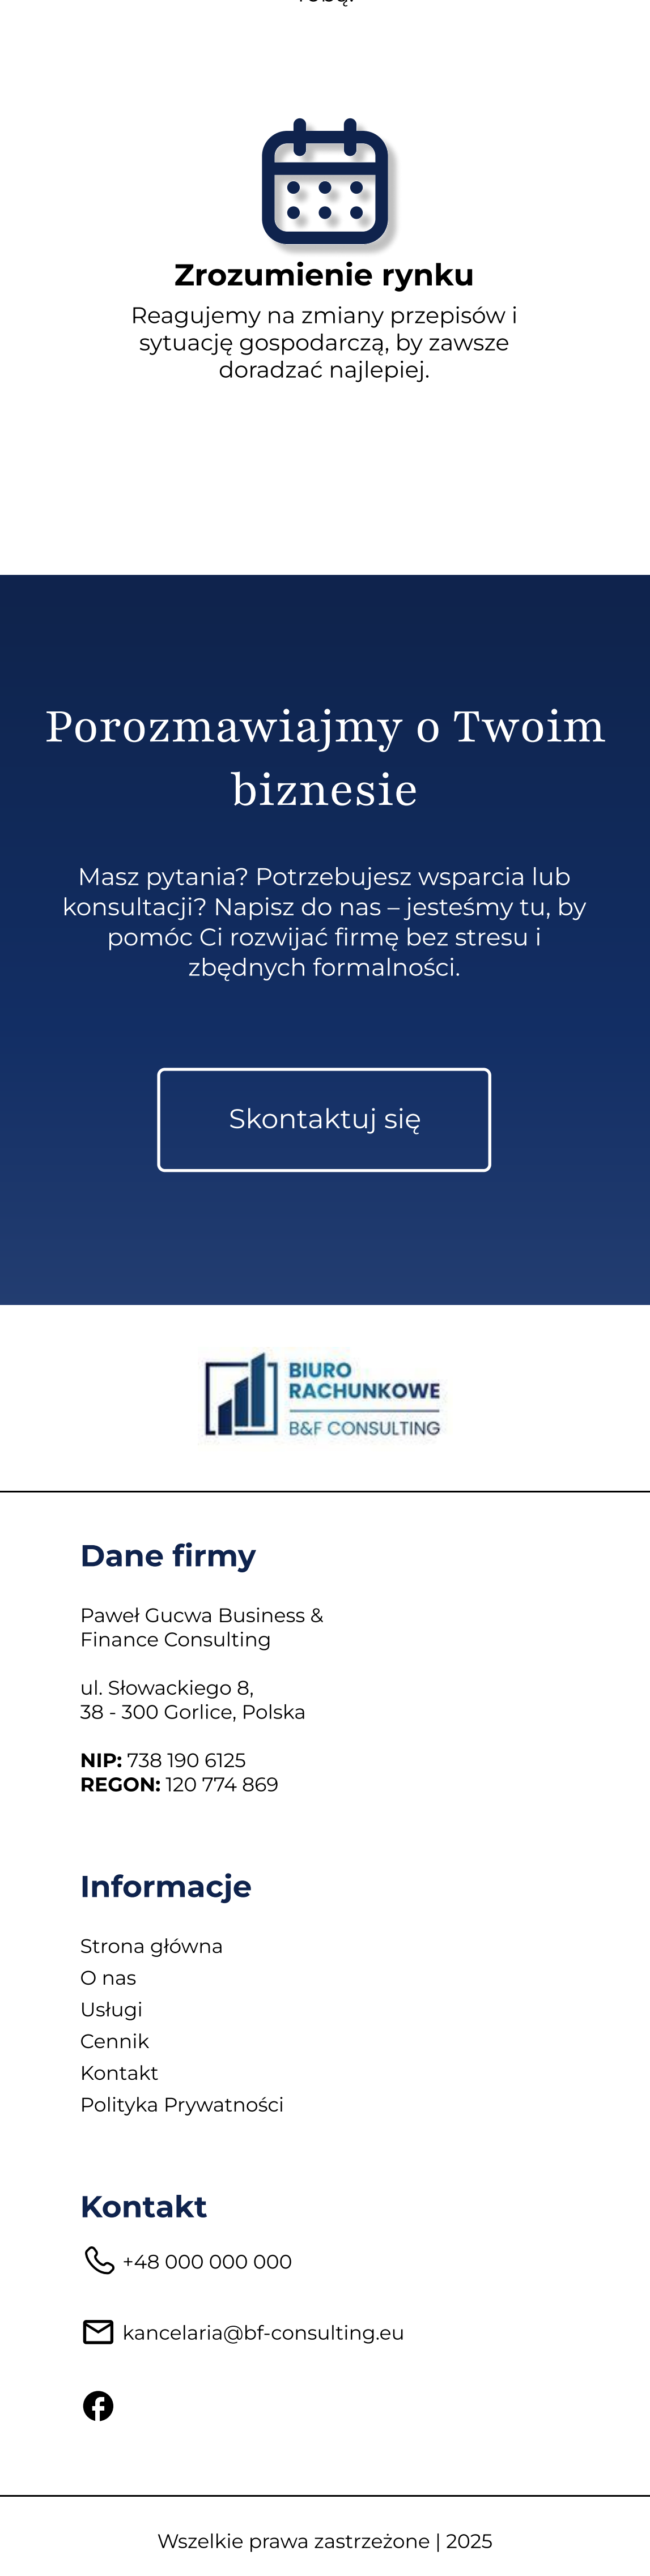 Zrozumienie rynku
Reagujemy na zmiany przepisów i
sytuację gospodarczą, by zawsze
doradzać najlepiej.
Porozmawiajmy o Twoim
biznesie
Masz pytania? Potrzebujesz wsparcia lub
konsultacji? Napisz do nas – jesteśmy tu, by
pomóc Ci rozwijać firmę bez stresu i
zbędnych formalności.
Skontaktuj się
BIURO
RACHUNKOWE
B&F CONSULTING
Dane firmy
Paweł Gucwa Business &
Finance Consulting
ul. Słowackiego 8,
38 - 300 Gorlice, Polska
NIP: 738 190 6125
REGON: 120 774 869
Informacje
Strona główna
O nas
Usługi
Cennik
Kontakt
Polityka Prywatności
Kontakt
+48 000 000 000
kancelaria@bf-consulting.eu
Wszelkie prawa zastrzeżone | 2025